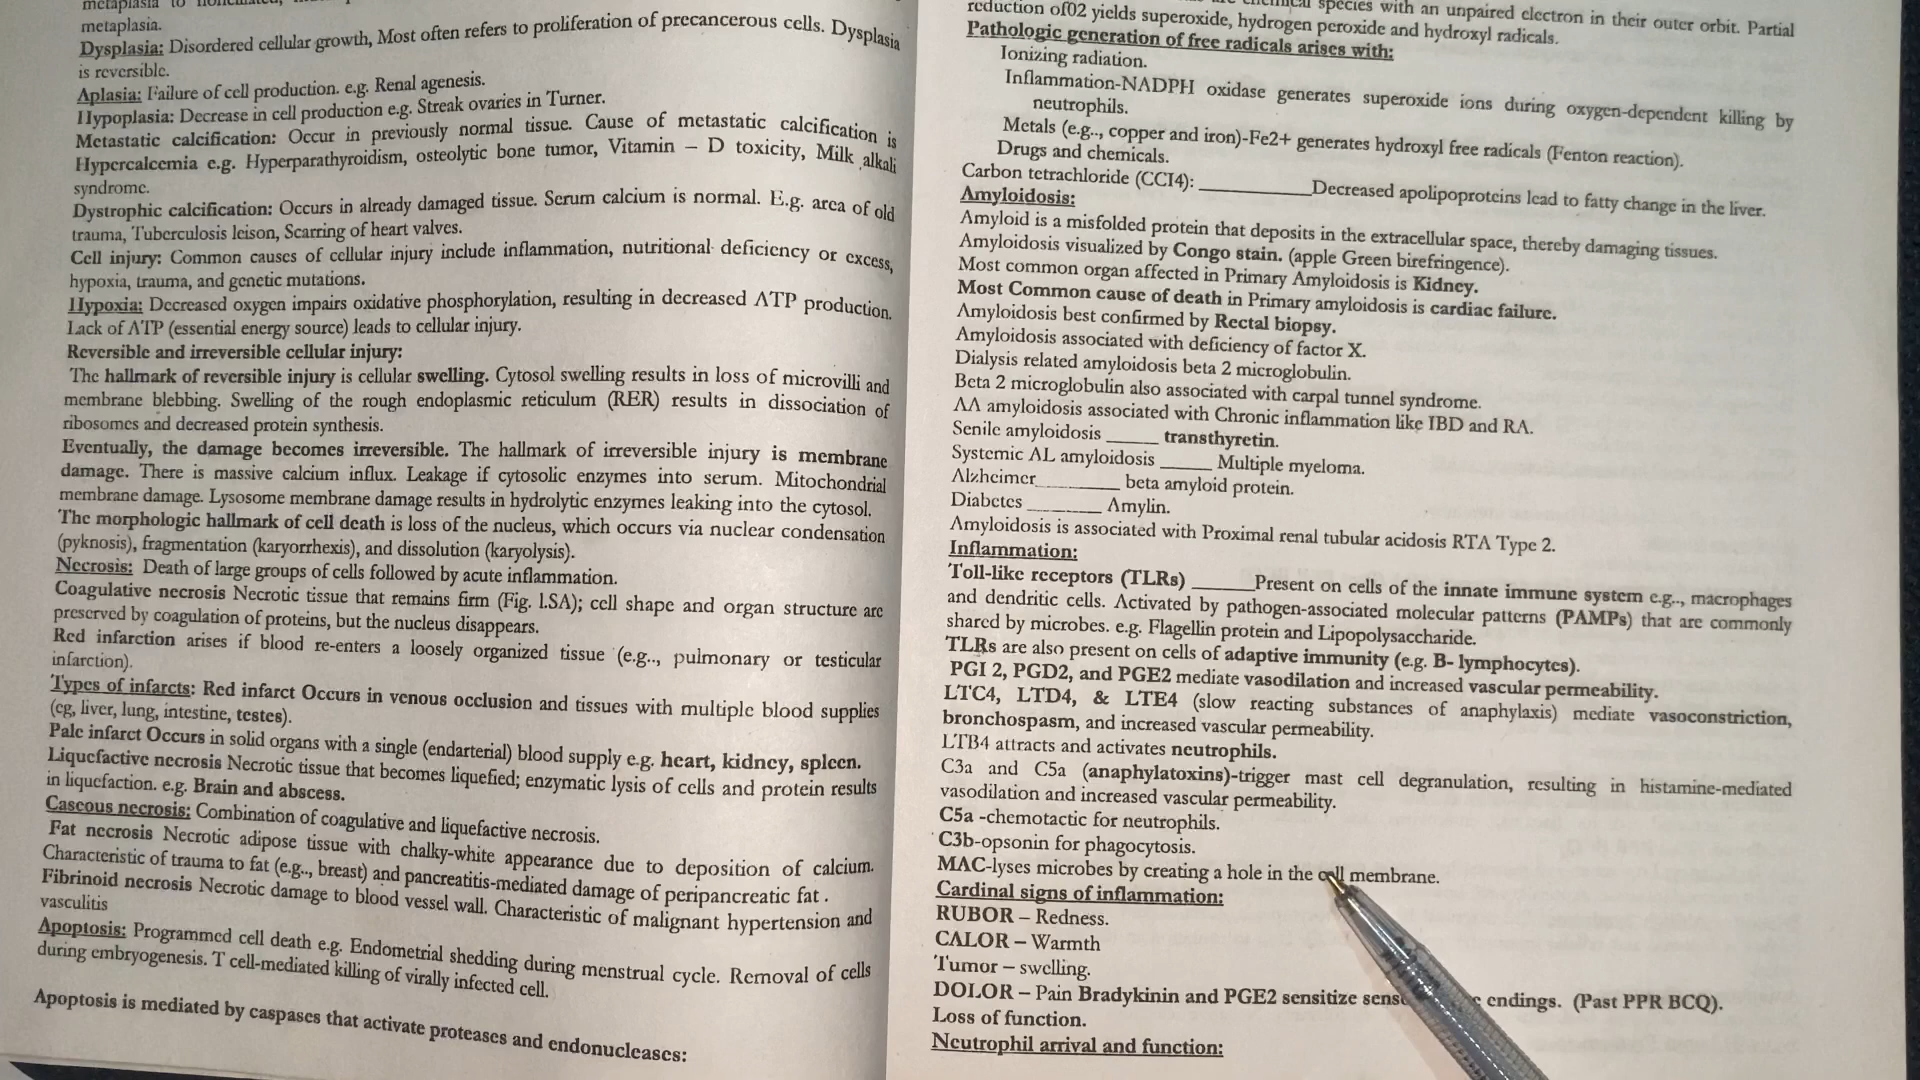 metaplasia to
metaplasia.
Dysplasia: Disordered cellular growth, Most often refers to proliferation of precancerous cells. Dysplasia
is reversible.
Aplasia: Failure of cell production. e.g. Renal agenesis.
Hypoplasia: Decrease in cell production e.g. Streak ovaries in Turner.
Metastatic calcification: Occur in previously normal tissue. Cause of metastatic calcification is
Hypercalcemia e.g. Hyperparathyroidism, osteolytic bone tumor, Vitamin – D toxicity, Milk alkali
syndrome.
Dystrophic calcification: Occurs in already damaged tissue. Serum calcium is normal. E.g. area of old
trauma, Tuberculosis leison, Scarring of heart valves.
Cell injury: Common causes of cellular injury include inflammation, nutritional deficiency or excess,
hypoxia, trauma, and genetic mutations.
Hypoxia: Decreased oxygen impairs oxidative phosphorylation, resulting in decreased ATP production.
Lack of ATP (essential energy source) leads to cellular injury.
Reversible and irreversible cellular injury:
The hallmark of reversible injury is cellular swelling. Cytosol swelling results in loss of microvilli and
membrane blebbing. Swelling of the rough endoplasmic reticulum (RER) results in dissociation of
ribosomes and decreased protein synthesis.
Eventually, the damage becomes irreversible. The hallmark of irreversible injury is membrane
damage. There is massive calcium influx. Leakage if cytosolic enzymes into serum. Mitochondrial
membrane damage. Lysosome membrane damage results in hydrolytic enzymes leaking into the cytosol.
The morphologic hallmark of cell death is loss of the nucleus, which occurs via nuclear condensation
(pyknosis), fragmentation (karyorrhexis), and dissolution (karyolysis).
Necrosis: Death of large groups of cells followed by acute inflammation.
Coagulative necrosis Necrotic tissue that remains firm (Fig. 1.SA); cell shape and organ structure are
preserved by coagulation of proteins, but the nucleus disappears.
Red infarction arises if blood re-enters a loosely organized tissue (e.g.., pulmonary or testicular
infarction).
Types of infarcts: Red infarct Occurs in venous occlusion and tissues with multiple blood supplies
(eg, liver, lung, intestine, testes).
Pale infarct Occurs in solid organs with a single (endarterial) blood supply e.g. heart, kidney, spleen.
Liquefactive necrosis Necrotic tissue that becomes liquefied; enzymatic lysis of cells and protein results
in liquefaction. e.g. Brain and abscess.
Caseous necrosis: Combination of coagulative and liquefactive necrosis.
Fat necrosis Necrotic adipose tissue with chalky-white appearance due to deposition of calcium.
Characteristic of trauma to fat (e.g.., breast) and pancreatitis-mediated damage of peripancreatic fat .
Fibrinoid necrosis Necrotic damage to blood vessel wall. Characteristic of malignant hypertension and
vasculitis
Apoptosis: Programmed cell death e.g. Endometrial shedding during menstrual cycle. Removal of cells
during embryogenesis. T cell-mediated killing of virally infected cell.
Apoptosis is mediated by caspases that activate proteases and endonucleases:
species with an unpaired electron in their outer orbit. Partial
reduction of02 yields superoxide, hydrogen peroxide and hydroxyl radicals.
Pathologic generation of free radicals arises with:
Ionizing radiation.
Inflammation-NADPH oxidase generates superoxide ions during oxygen-dependent killing by
neutrophils.
Metals (e.g.., copper and iron)-Fe2+ generates hydroxyl free radicals (Fenton reaction).
Drugs and chemicals.
Carbon tetrachloride (CCI4): __________Decreased apolipoproteins lead to fatty change in the liver.
Amyloidosis:
Amyloid is a misfolded protein that deposits in the extracellular space, thereby damaging tissues.
Amyloidosis visualized by Congo stain. (apple Green birefringence).
Most common organ affected in Primary Amyloidosis is Kidney.
Most Common cause of death in Primary amyloidosis is cardiac failure.
Amyloidosis best confirmed by Rectal biopsy.
Amyloidosis associated with deficiency of factor X.
Dialysis related amyloidosis beta 2 microglobulin.
Beta 2 microglobulin also associated with carpal tunnel syndrome.
AA amyloidosis associated with Chronic inflammation like IBD and RA.
Senile amyloidosis _____ transthyretin.
Systemic AL amyloidosis _____ Multiple myeloma.
Alzheimer________ beta amyloid protein.
Diabetes _______ Amylin.
Amyloidosis is associated with Proximal renal tubular acidosis RTA Type 2.
Inflammation:
Toll-like receptors (TLRs) ______Present on cells of the innate immune system e.g.., macrophages
and dendritic cells. Activated by pathogen-associated molecular patterns (PAMPs) that are commonly
shared by microbes. e.g. Flagellin protein and Lipopolysaccharide.
TLRs are also present on cells of adaptive immunity (e.g. B- lymphocytes).
PGI 2, PGD2, and PGE2 mediate vasodilation and increased vascular permeability.
LTC4, LTD4, & LTE4 (slow reacting substances of anaphylaxis) mediate vasoconstriction,
bronchospasm, and increased vascular permeability.
LTB4 attracts and activates neutrophils.
C3a and C5a (anaphylatoxins)-trigger mast cell degranulation, resulting in histamine-mediated
vasodilation and increased vascular permeability.
C5a -chemotactic for neutrophils.
C3b-opsonin for phagocytosis.
MAC-lyses microbes by creating a hole in the cell membrane.
Cardinal signs of inflammation:
RUBOR – Redness.
CALOR – Warmth
Tumor – swelling.
DOLOR – Pain Bradykinin and PGE2 sensitize endings. (Past PPR BCQ).
Loss of function.
Neutrophil arrival and function: